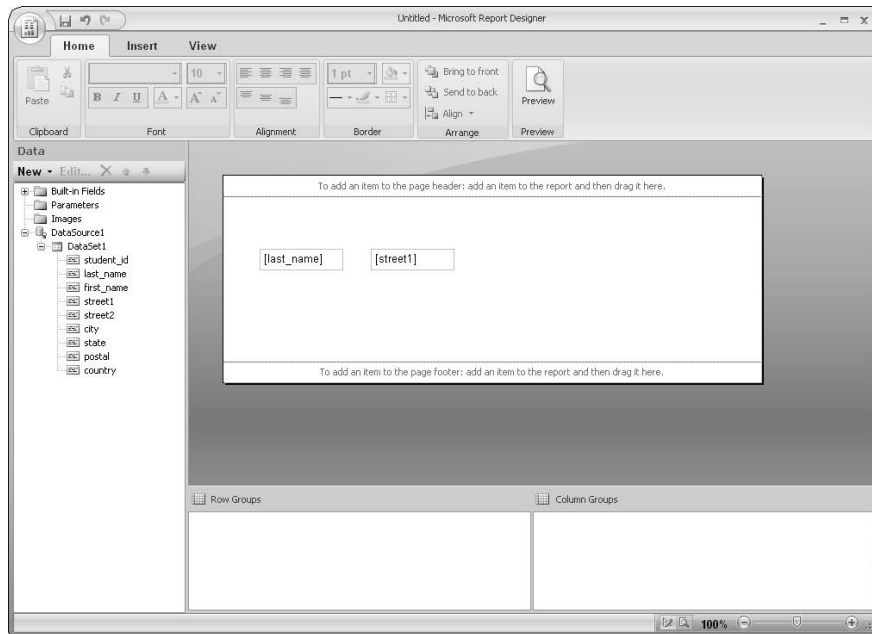 Untitled - Microsoft Report Designer
Home Insert View
Paste
Clipboard
10
B I U A A A
Font
Alignment
1 pt
Border
Bring to front
Send to back
Align
Arrange
Preview
Preview
Data
New Edit...
Built-in Fields
Parameters
Images
DataSource1
DataSet1
student_id
last_name
first_name
street1
street2
city
state
postal
country
To add an item to the page header: add an item to the report and then drag it here.
[last_name] [street1]
To add an item to the page footer: add an item to the report and then drag it here.
Row Groups
Column Groups
100%